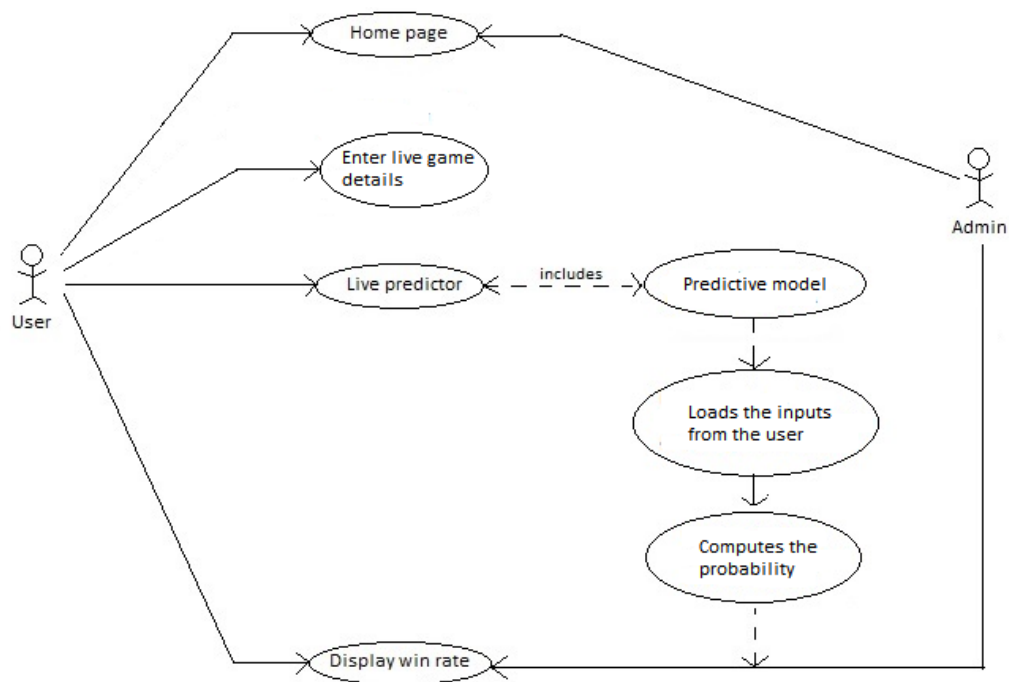 Home page
Enter live game
details
Admin
includes
Live predictor
Predictive model
User
Loads the inputs
from the user
Computes the
probability
Display win rate